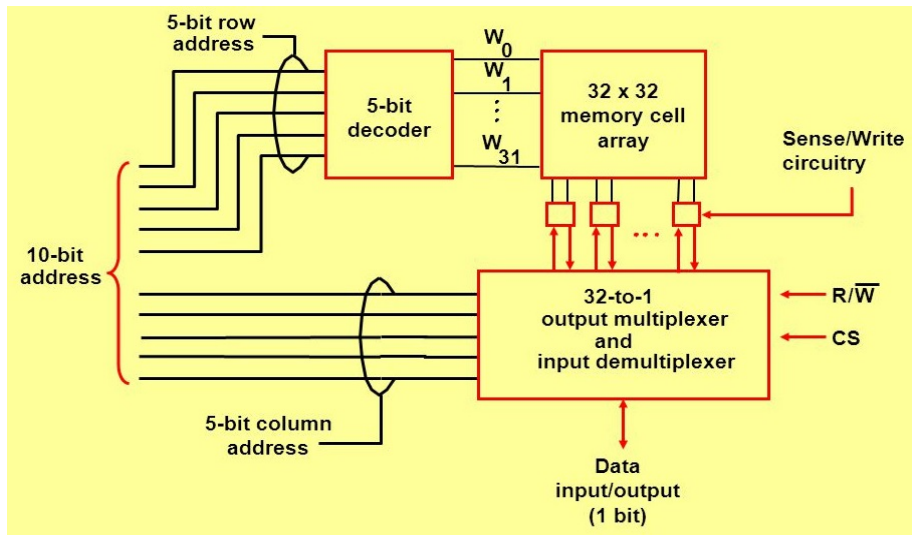 5-bit row
address
W0
W1
W31
5-bit
decoder
32 x 32
memory cell
array
Sense/Write
circuitry
10-bit
address
32-to-1
output multiplexer
and
input demultiplexer
R/W̅
CS
5-bit column
address
Data
input/output
(1 bit)